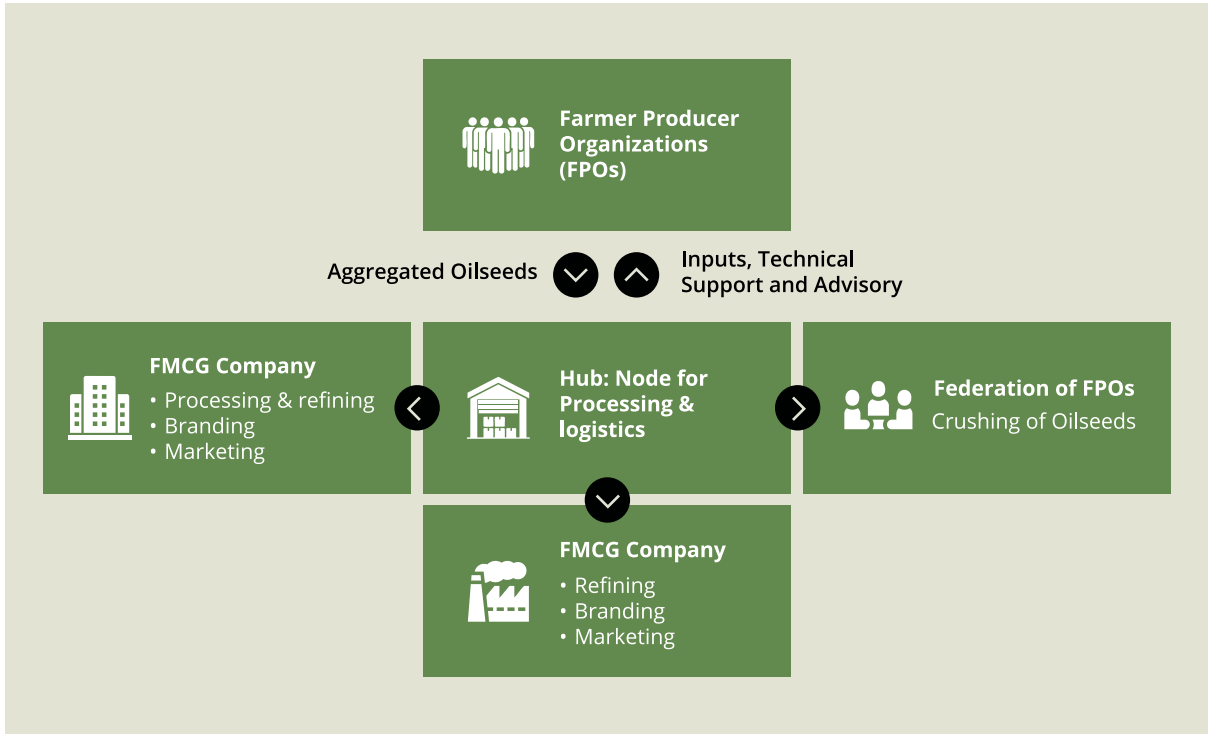 Farmer Producer
Organizations
(FPOs)
Aggregated Oilseeds
Inputs, Technical
Support and Advisory
FMCG Company
• Processing & refining
• Branding
• Marketing
Hub: Node for
Processing &
logistics
Federation of FPOs
Crushing of Oilseeds
FMCG Company
• Refining
• Branding
• Marketing